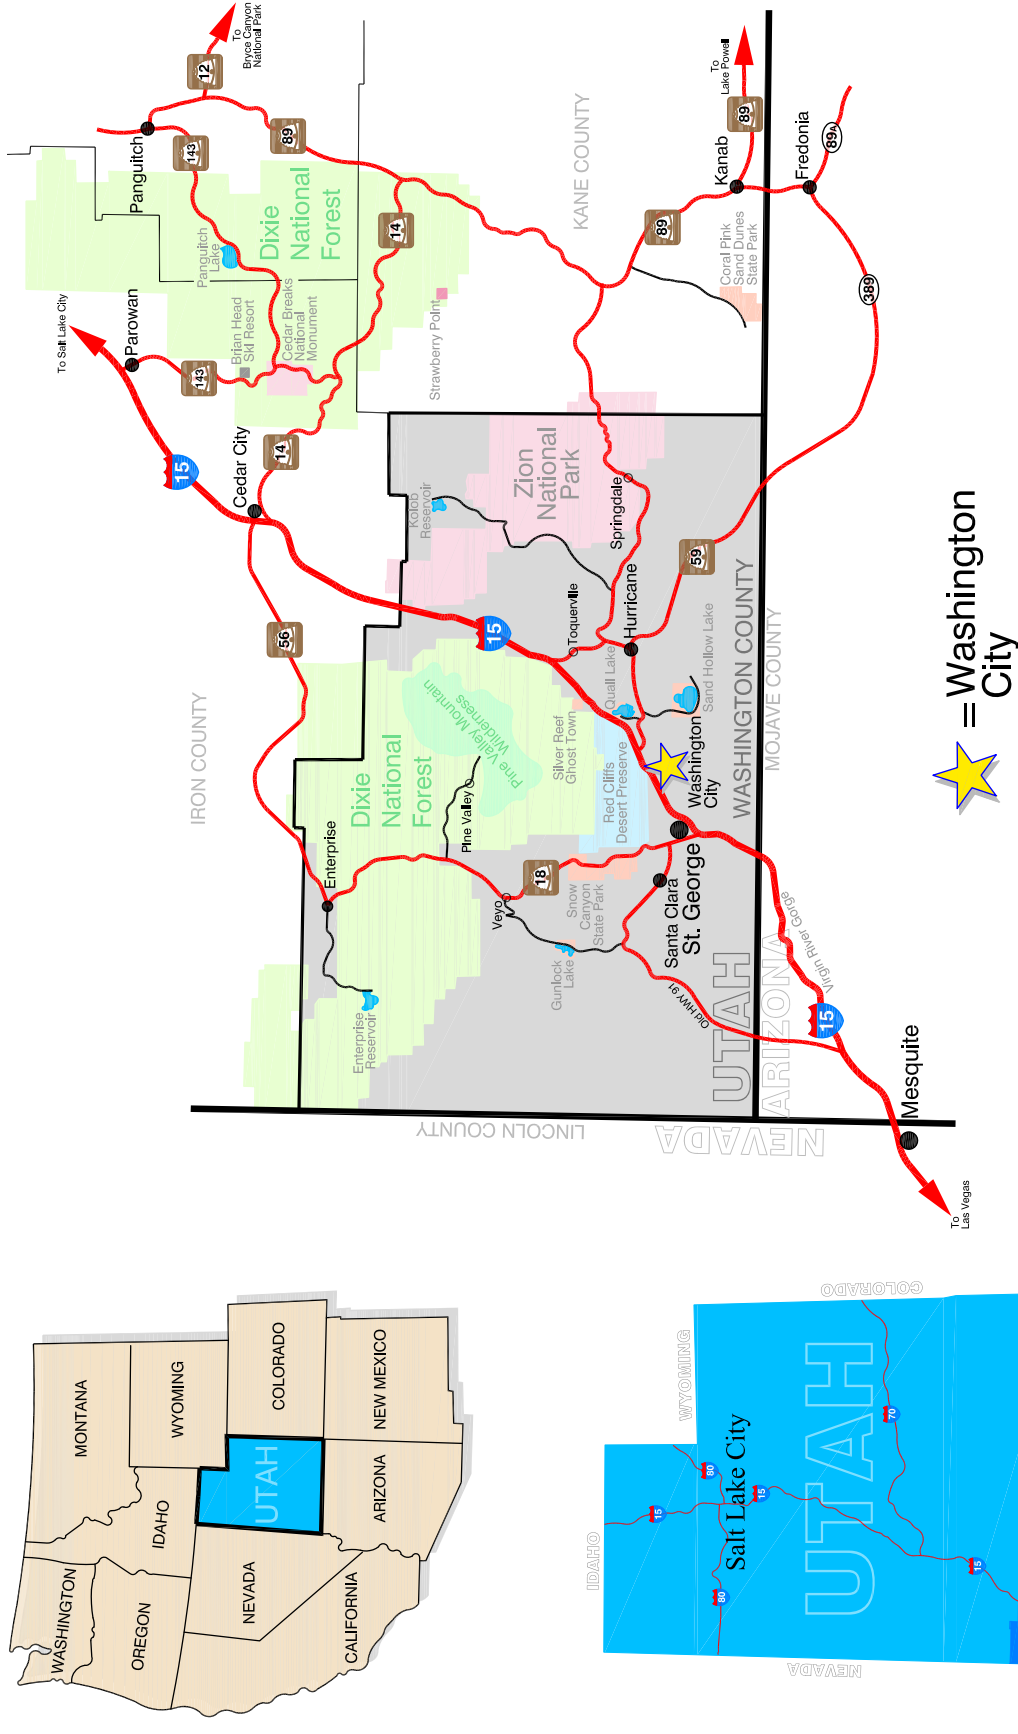 WASHINGTON
OREGON
CALIFORNIA
NEVADA
IDAHO
MONTANA
WYOMING
UTAH
COLORADO
ARIZONA
NEW MEXICO
IDAHO
WYOMING
NEVADA
COLORADO
UTAH
Salt Lake City
15
80
80
15
70
15
To Salt Lake City
Parowan
143
Brian Head
Ski Resort
Cedar Breaks
National
Monument
Panguitch
Lake
Panguitch
143
12
To
Bryce Canyon
National Park
89
Dixie
National
Forest
14
Strawberry Point
15
Cedar City
14
56
IRON COUNTY
KANE COUNTY
Kolob
Reservoir
Zion
National
Park
Springdale
89
Coral Pink
Sand Dunes
State Park
Kanab
89
To
Lake Powell
Fredonia
89A
389
15
Toquerville
Hurricane
59
Quail Lake
Sand Hollow Lake
Silver Reef
Ghost Town
Red Cliffs
Desert Preserve
Washington
City
WASHINGTON COUNTY
MOJAVE COUNTY
Pine Valley Mountain
Wilderness
Dixie
National
Forest
Pine Valley
Enterprise
Enterprise
Reservoir
Veyo
18
Snow
Canyon
State Park
Gunlock
Lake
Santa Clara
St. George
Old HWY 91
UTAH
ARIZONA
NEVADA
LINCOLN COUNTY
Virgin River Gorge
15
Mesquite
To
Las Vegas
= Washington
City